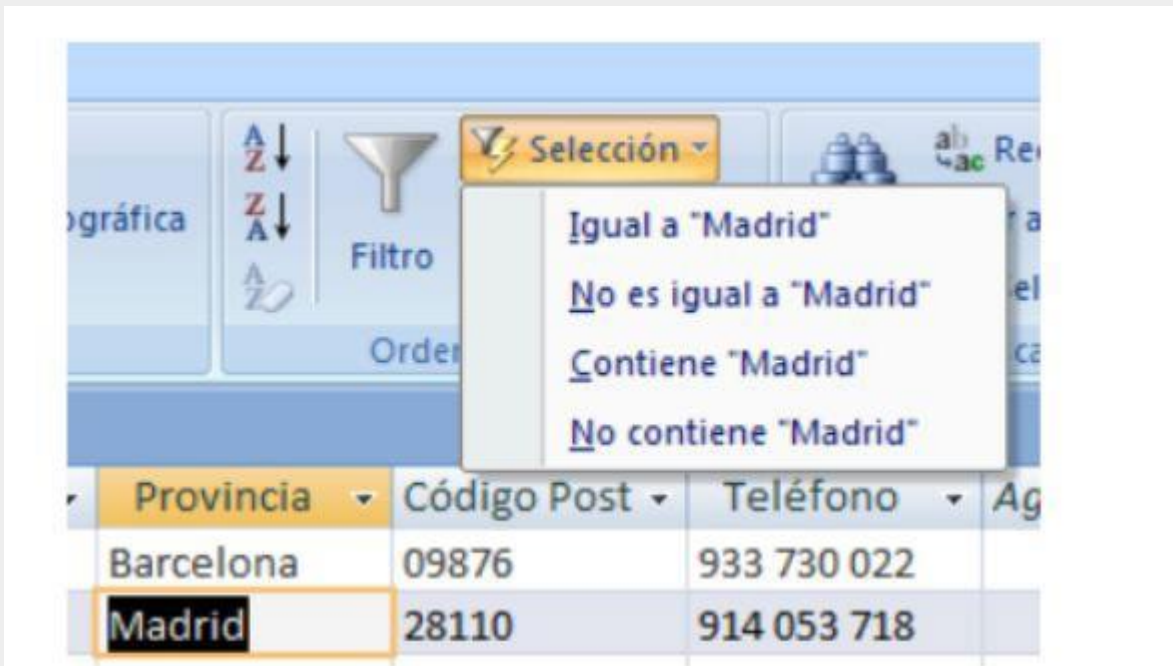 Selección
Igual a "Madrid"
No es igual a "Madrid"
Contiene "Madrid"
No contiene "Madrid"
Filtro
Provincia Código Post Teléfono
Barcelona 09876 933 730 022
Madrid 28110 914 053 718